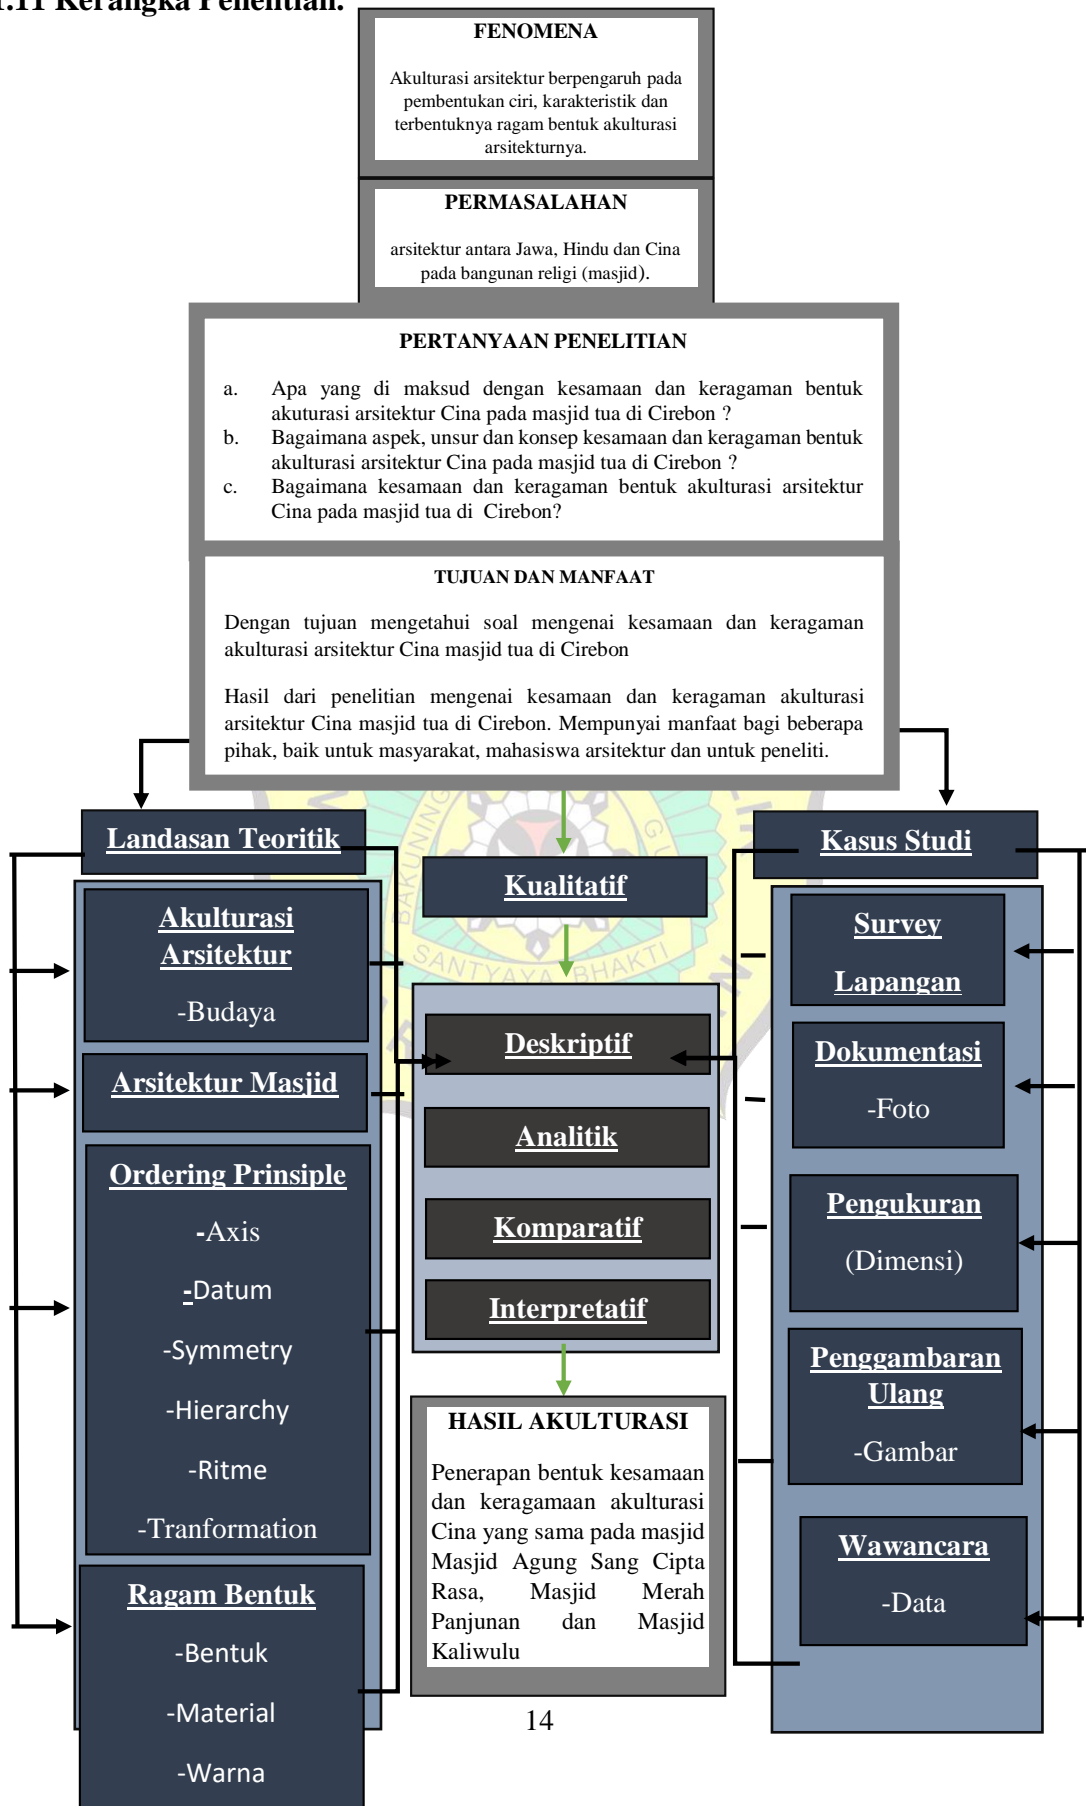 1.11 Kerangka Penelitian.
FENOMENA
Akulturasi arsitektur berpengaruh pada
pembentukan ciri, karakteristik dan
terbentuknya ragam bentuk akulturasi
arsitekturnya.
PERMASALAHAN
arsitektur antara Jawa, Hindu dan Cina
pada bangunan religi (masjid).
PERTANYAAN PENELITIAN
a. Apa yang di maksud dengan kesamaan dan keragaman bentuk
akuturasi arsitektur Cina pada masjid tua di Cirebon ?
b. Bagaimana aspek, unsur dan konsep kesamaan dan keragaman bentuk
akulturasi arsitektur Cina pada masjid tua di Cirebon ?
c. Bagaimana kesamaan dan keragaman bentuk akulturasi arsitektur
Cina pada masjid tua di Cirebon?
TUJUAN DAN MANFAAT
Dengan tujuan mengetahui soal mengenai kesamaan dan keragaman
akulturasi arsitektur Cina masjid tua di Cirebon
Hasil dari penelitian mengenai kesamaan dan keragaman akulturasi
arsitektur Cina masjid tua di Cirebon. Mempunyai manfaat bagi beberapa
pihak, baik untuk masyarakat, mahasiswa arsitektur dan untuk peneliti.
Landasan Teoritik
Akulturasi
Arsitektur
-Budaya
Arsitektur Masjid
Ordering Prinsiple
-Axis
-Datum
-Symmetry
-Hierarchy
-Ritme
-Tranformation
Ragam Bentuk
-Bentuk
-Material
-Warna
Kualitatif
SANTYAYA BHAKTI
Deskriptif
Analitik
Komparatif
Interpretatif
HASIL AKULTURASI
Penerapan bentuk kesamaan
dan keragamaan akulturasi
Cina yang sama pada masjid
Masjid Agung Sang Cipta
Rasa, Masjid Merah
Panjunan dan Masjid
Kaliwulu
Kasus Studi
Survey
Lapangan
Dokumentasi
-Foto
Pengukuran
(Dimensi)
Penggambaran
Ulang
-Gambar
Wawancara
-Data
14